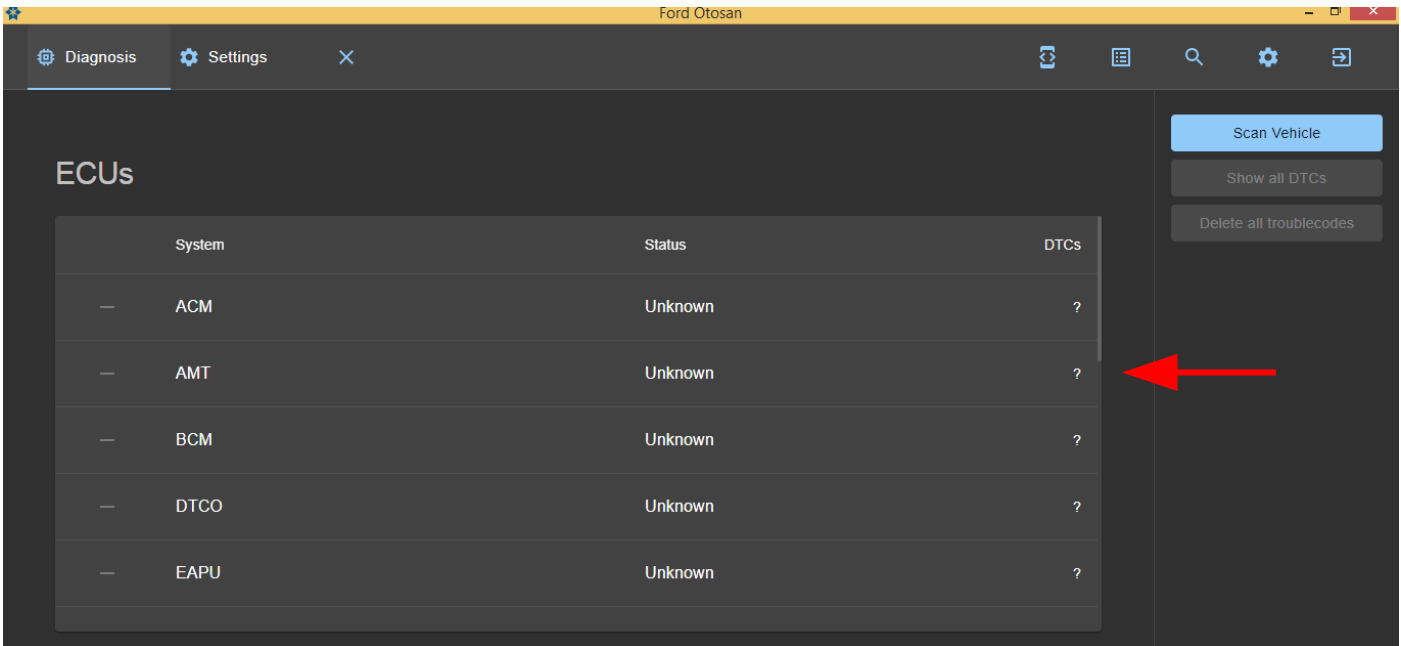 Ford Otosan
Diagnosis Settings
Scan Vehicle
ECUs
Show all DTCs
Delete all troublecodes
System Status DTCs
— ACM Unknown ?
— AMT Unknown ?
— BCM Unknown ?
— DTCO Unknown ?
— EAPU Unknown ?